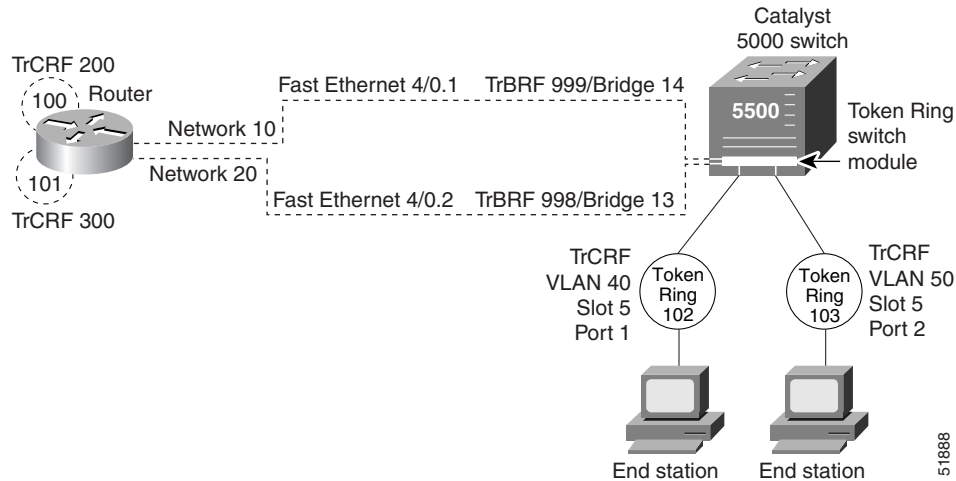 Catalyst
5000 switch
TrCRF 200
100
Router
Fast Ethernet 4/0.1
TrBRF 999/Bridge 14
5500
Token Ring
switch
module
Network 10
Network 20
101
TrCRF 300
Fast Ethernet 4/0.2
TrBRF 998/Bridge 13
TrCRF
VLAN 40
Slot 5
Port 1
Token
Ring
102
Token
Ring
103
TrCRF
VLAN 50
Slot 5
Port 2
End station
End station
51888